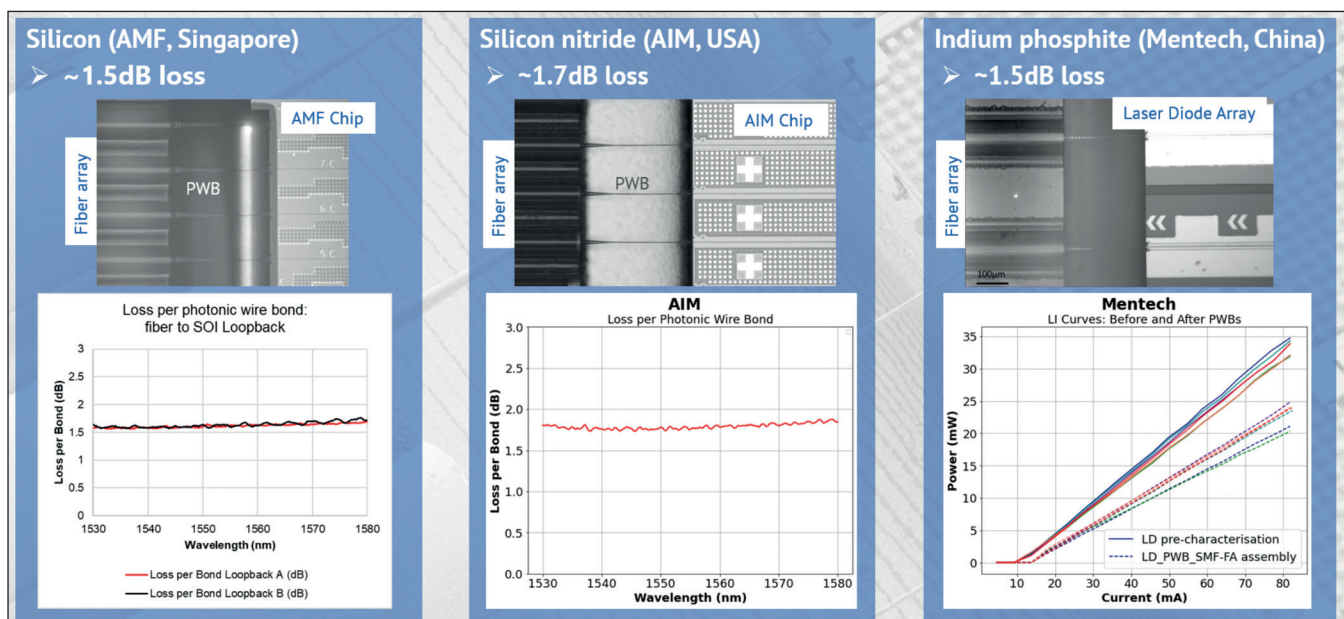 Silicon (AMF, Singapore)
➢ ~1.5dB loss
AMF Chip
Fiber array
PWB
7 C
6 C
5 C
Loss per photonic wire bond:
fiber to SOI Loopback
Loss per Bond (dB)
3
2.5
2
1.5
1
0.5
0
1530 1540 1550 1560 1570 1580
Wavelength (nm)
Loss per Bond Loopback A (dB)
Loss per Bond Loopback B (dB)
Silicon nitride (AIM, USA)
➢ ~1.7dB loss
AIM Chip
Fiber array
PWB
AIM
Loss per Photonic Wire Bond
Loss per Bond (dB)
3.0
2.5
2.0
1.5
1.0
0.5
0.0
1530 1540 1550 1560 1570 1580
Wavelength (nm)
Indium phosphite (Mentech, China)
➢ ~1.5dB loss
Laser Diode Array
Fiber array
100μm
Mentech
LI Curves: Before and After PWBs
Power (mW)
35
30
25
20
15
10
5
0
10 20 30 40 50 60 70 80
Current (mA)
LD pre-characterisation
LD_PWB_SMF-FA assembly